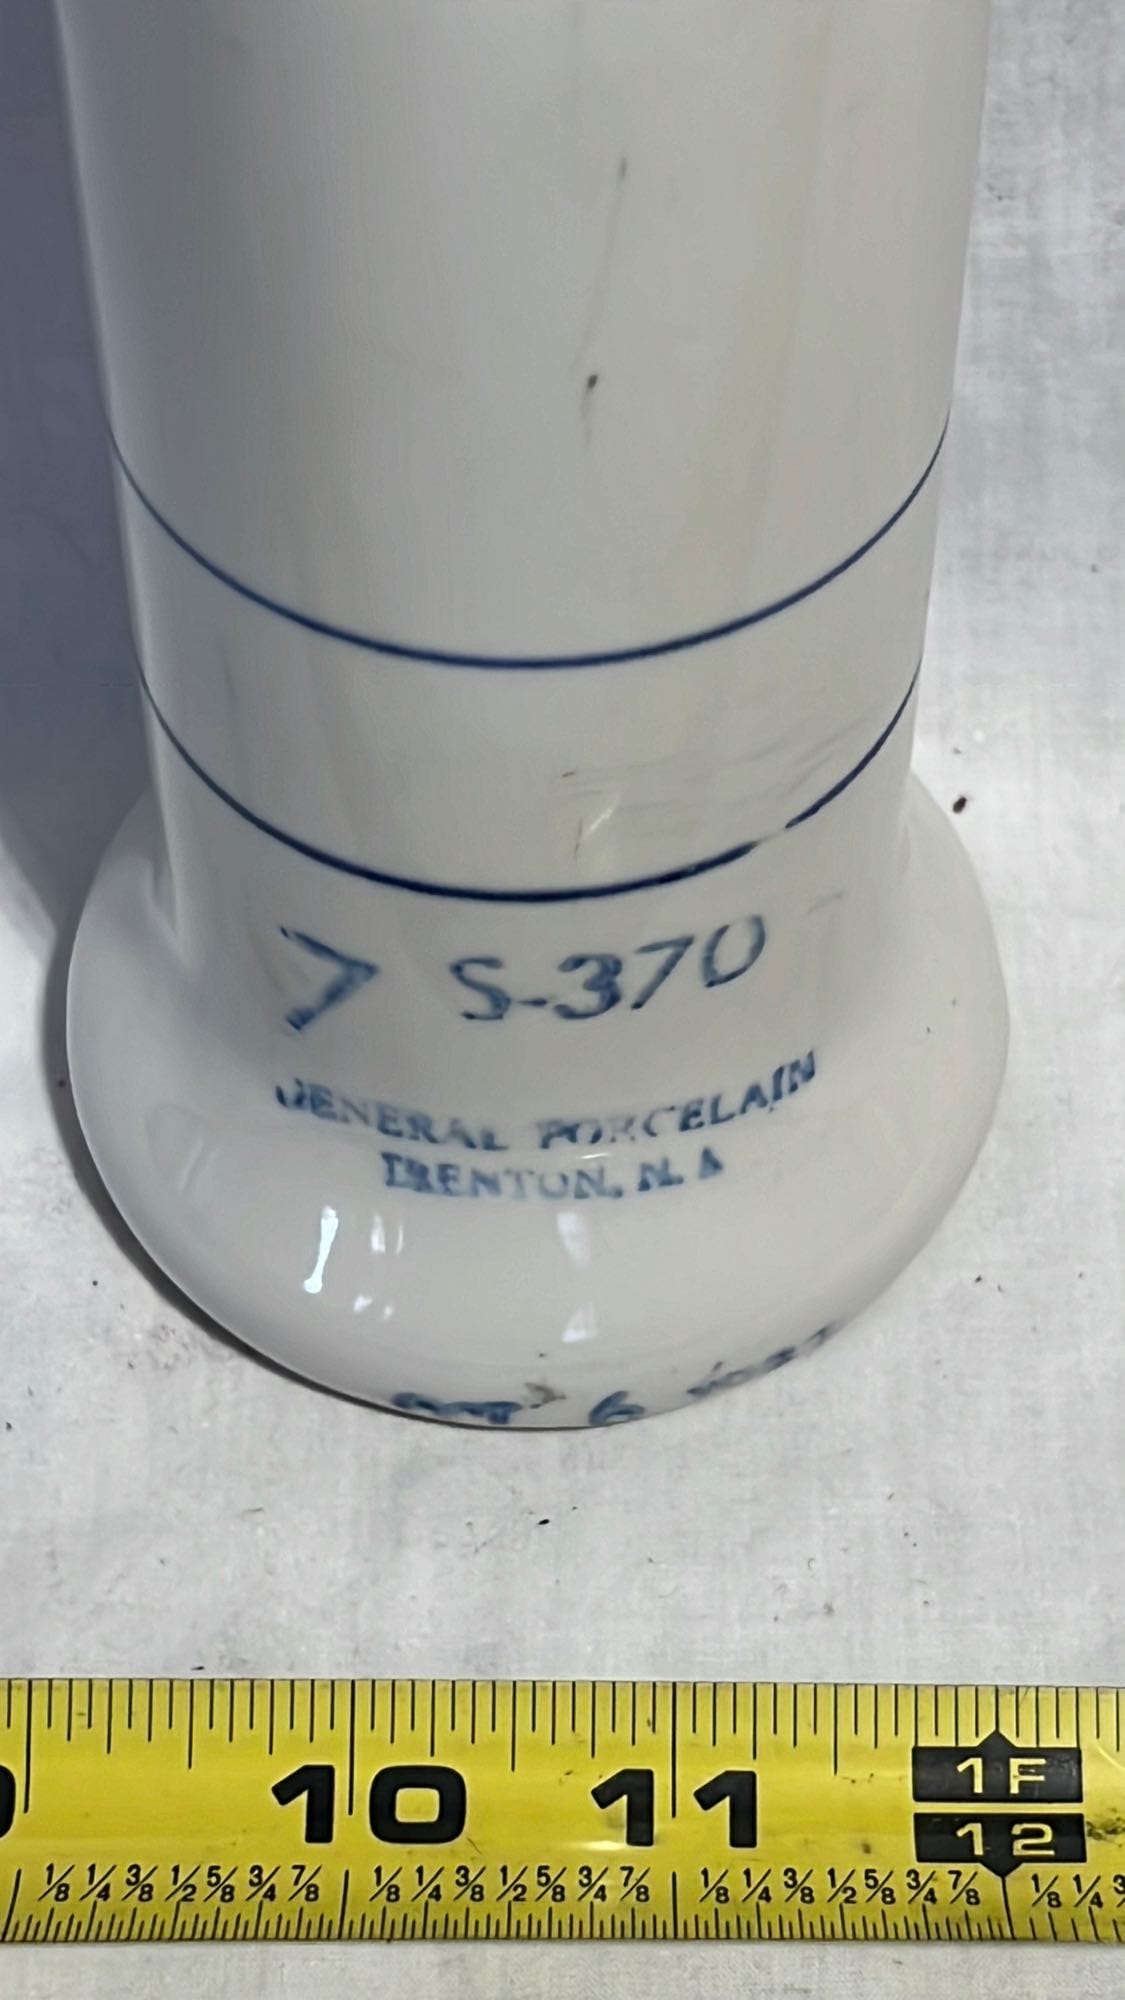 > S-370
GENERAL PORCELAIN
TRENTON, N. J.
6
10 11 1F
12
1/8 1/4 3/8 1/2 5/8 3/4 7/8 1/8 1/4 3/8 1/2 5/8 3/4 7/8 1/8 1/4 3/8 1/2 5/8 3/4 7/8 1/8 1/4